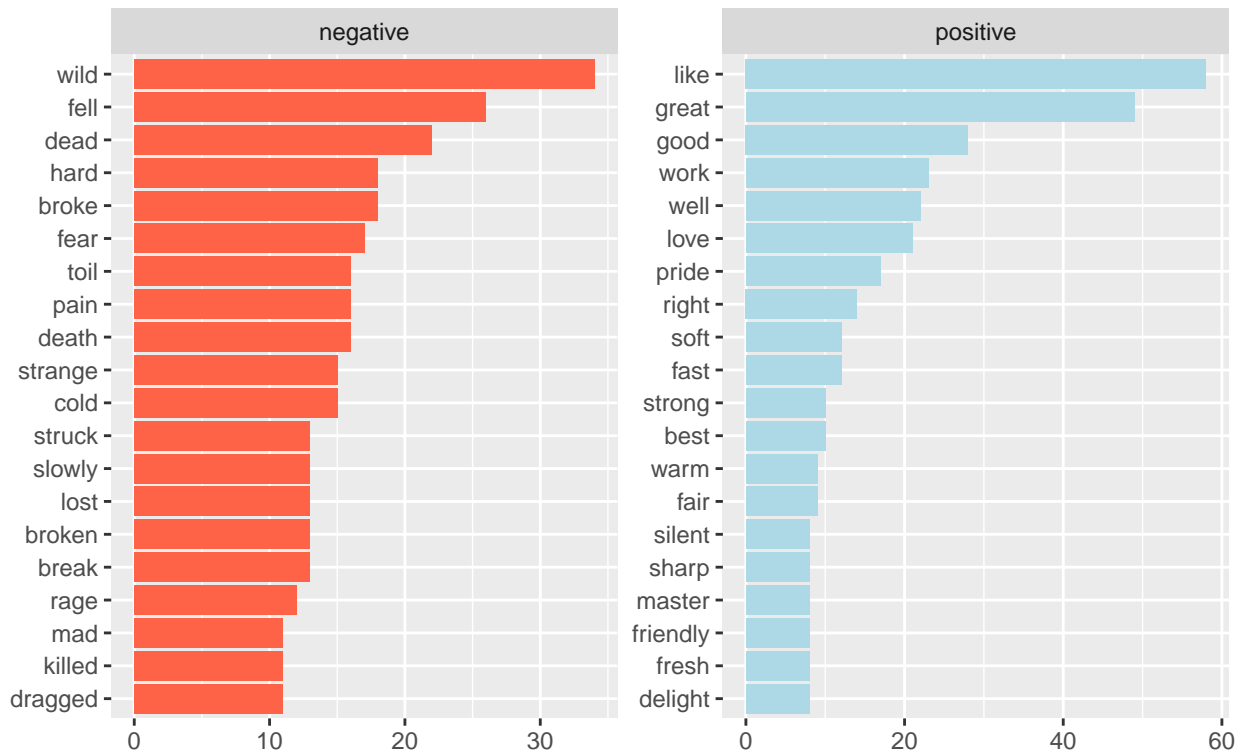 negative
wild
fell
dead
hard
broke
fear
toil
pain
death
strange
cold
struck
slowly
lost
broken
break
rage
mad
killed
dragged
0 10 20 30
positive
like
great
good
work
well
love
pride
right
soft
fast
strong
best
warm
fair
silent
sharp
master
friendly
fresh
delight
0 20 40 60